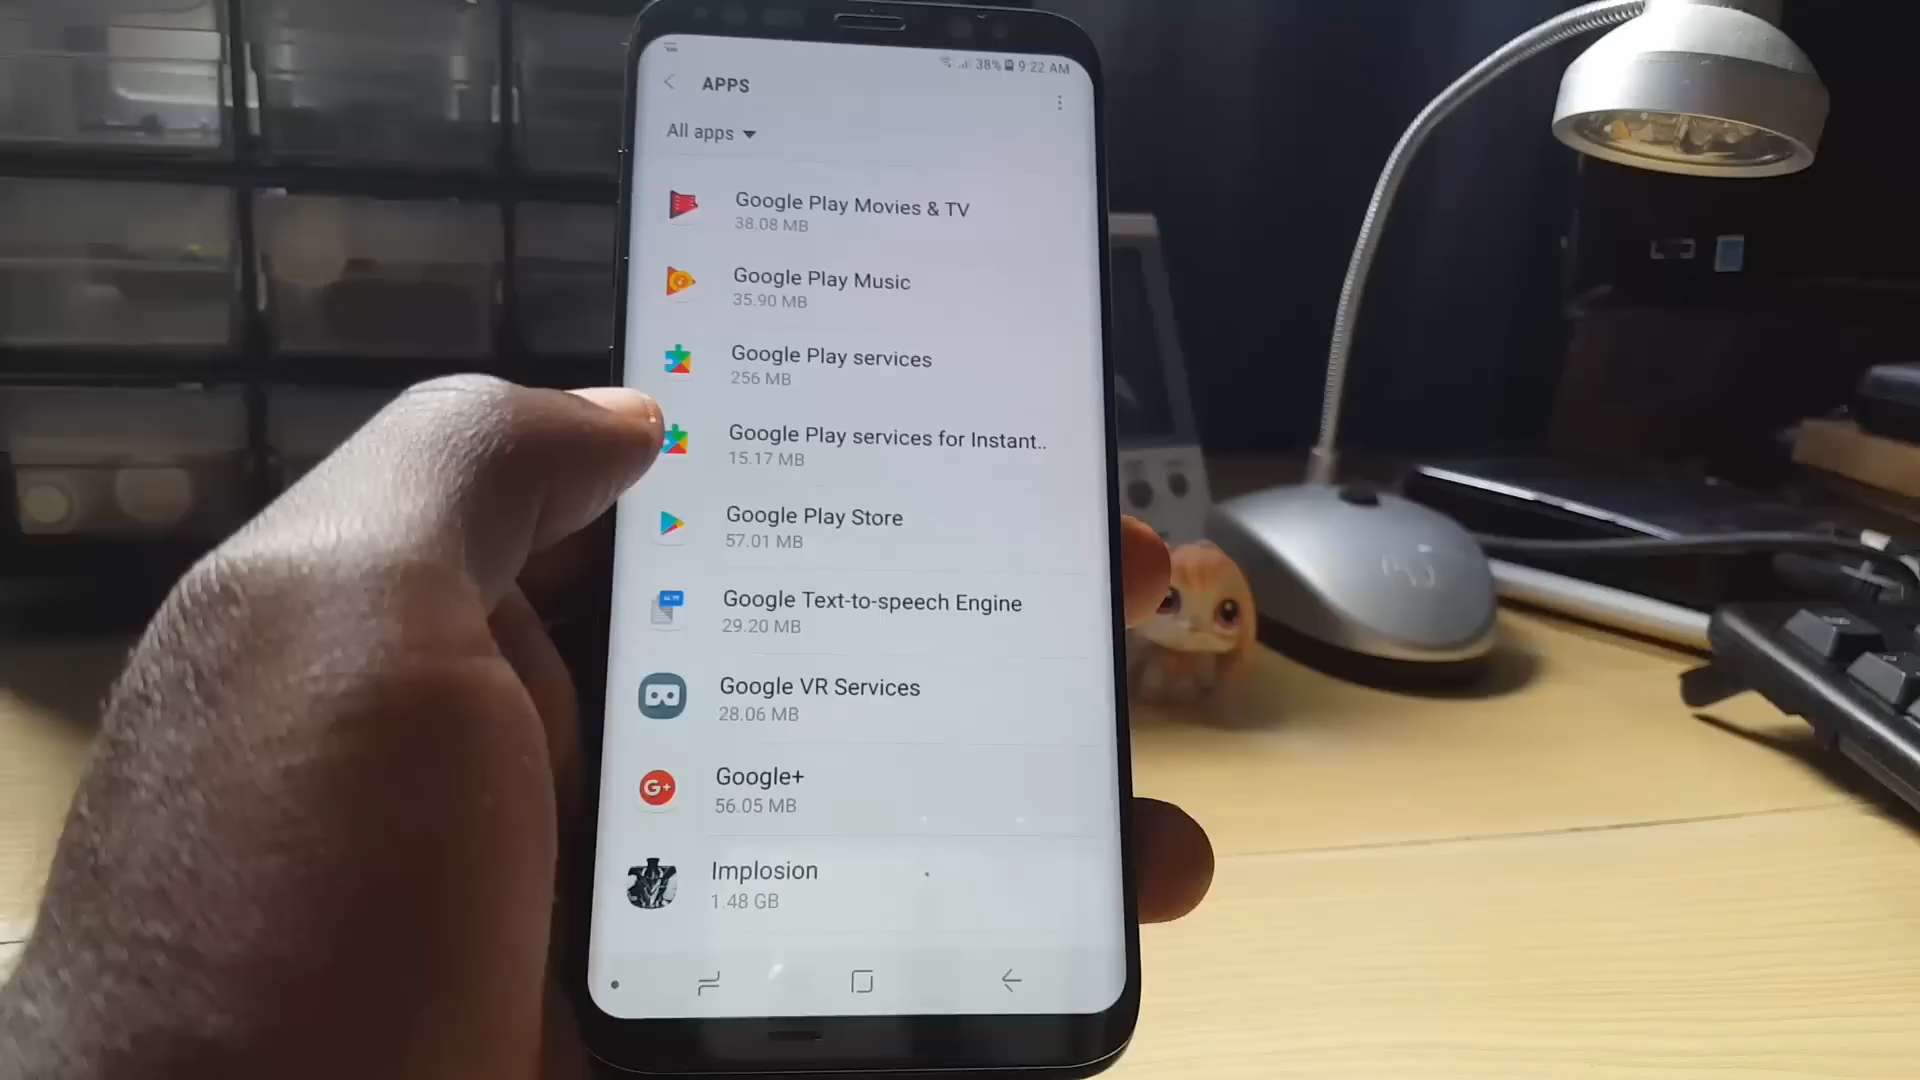 38% 9:22 AM
APPS
All apps
Google Play Movies & TV
38.08 MB
Google Play Music
35.90 MB
Google Play services
256 MB
Google Play services for Instant..
15.17 MB
Google Play Store
57.01 MB
Google Text-to-speech Engine
29.20 MB
Google VR Services
28.06 MB
G+
Google+
56.05 MB
Implosion
1.48 GB